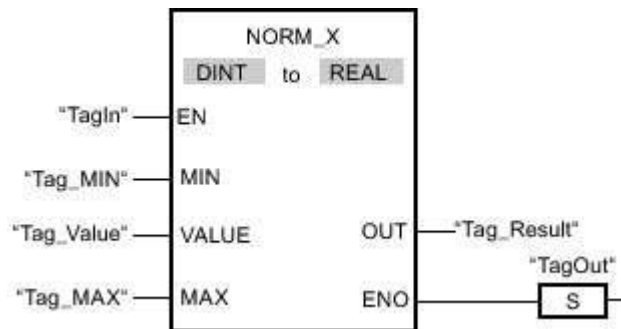 NORM_X
DINT to REAL
"TagIn" EN
"Tag_MIN" MIN
"Tag_Value" VALUE OUT "Tag_Result"
"TagOut"
"Tag_MAX" MAX ENO S